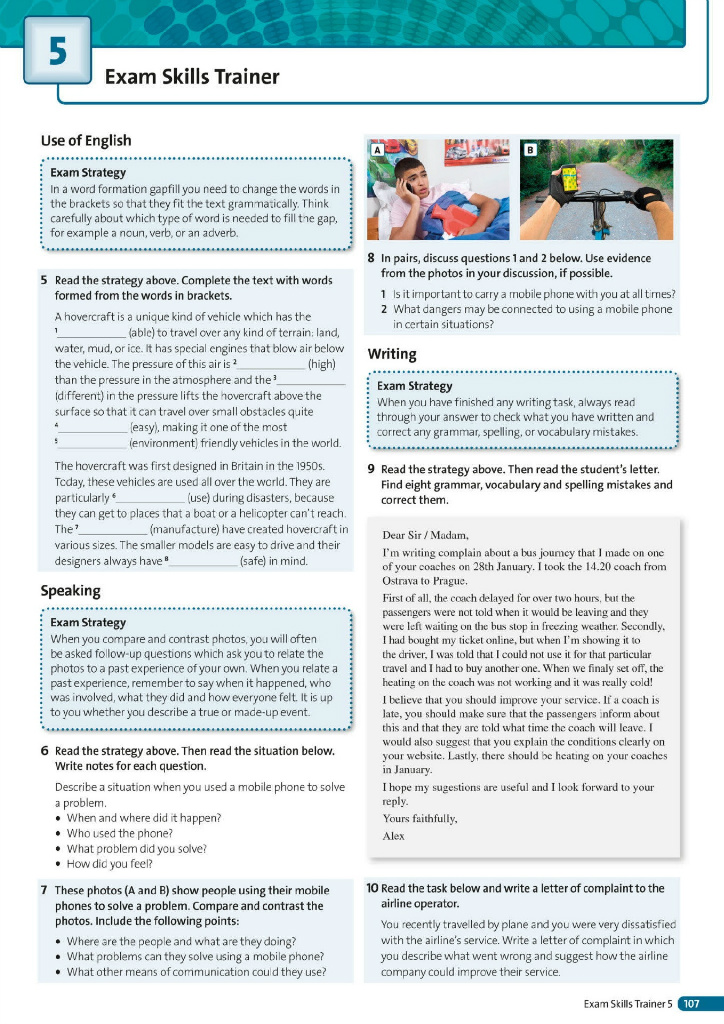 5
Exam Skills Trainer
Use of English
Exam Strategy
In a word formation gapfill you need to change the words in
the brackets so that they fit the text grammatically. Think
carefully about which type of word is needed to fill the gap,
for example a noun, verb, or an adverb.
5 Read the strategy above. Complete the text with words
formed from the words in brackets.
A hovercraft is a unique kind of vehicle which has the
1____________ (able) to travel over any kind of terrain: land,
water, mud, or ice. It has special engines that blow air below
the vehicle. The pressure of this air is 2____________ (high)
than the pressure in the atmosphere and the 3____________
(different) in the pressure lifts the hovercraft above the
surface so that it can travel over small obstacles quite
4____________ (easy), making it one of the most
5____________ (environment) friendly vehicles in the world.
The hovercraft was first designed in Britain in the 1950s.
Today, these vehicles are used all over the world. They are
particularly 6____________ (use) during disasters, because
they can get to places that a boat or a helicopter can't reach.
The 7____________ (manufacture) have created hovercraft in
various sizes. The smaller models are easy to drive and their
designers always have 8____________ (safe) in mind.
Speaking
Exam Strategy
When you compare and contrast photos, you will often
be asked follow-up questions which ask you to relate the
photos to a past experience of your own. When you relate a
past experience, remember to say when it happened, who
was involved, what they did and how everyone felt. It is up
to you whether you describe a true or made-up event.
6 Read the strategy above. Then read the situation below.
Write notes for each question.
Describe a situation when you used a mobile phone to solve
a problem.
• When and where did it happen?
• Who used the phone?
• What problem did you solve?
• How did you feel?
7 These photos (A and B) show people using their mobile
phones to solve a problem. Compare and contrast the
photos. Include the following points:
• Where are the people and what are they doing?
• What problems can they solve using a mobile phone?
• What other means of communication could they use?
A
B
8 In pairs, discuss questions 1 and 2 below. Use evidence
from the photos in your discussion, if possible.
1 Is it important to carry a mobile phone with you at all times?
2 What dangers may be connected to using a mobile phone
in certain situations?
Writing
Exam Strategy
When you have finished any writing task, always read
through your answer to check what you have written and
correct any grammar, spelling, or vocabulary mistakes.
9 Read the strategy above. Then read the student's letter.
Find eight grammar, vocabulary and spelling mistakes and
correct them.
Dear Sir / Madam,
I'm writing complain about a bus journey that I made on one
of your coaches on 28th January. I took the 14.20 coach from
Ostrava to Prague.
First of all, the coach delayed for over two hours, but the
passengers were not told when it would be leaving and they
were left waiting on the bus stop in freezing weather. Secondly,
I had bought my ticket online, but when I'm showing it to
the driver, I was told that I could not use it for that particular
travel and I had to buy another one. When we finaly set off, the
heating on the coach was not working and it was really cold!
I believe that you should improve your service. If a coach is
late, you should make sure that the passengers inform about
this and that they are told what time the coach will leave. I
would also suggest that you explain the conditions clearly on
your website. Lastly, there should be heating on your coaches
in January.
I hope my sugestions are useful and I look forward to your
reply.
Yours faithfully,
Alex
10 Read the task below and write a letter of complaint to the
airline operator.
You recently travelled by plane and you were very dissatisfied
with the airline's service. Write a letter of complaint in which
you describe what went wrong and suggest how the airline
company could improve their service.
Exam Skills Trainer 5 107